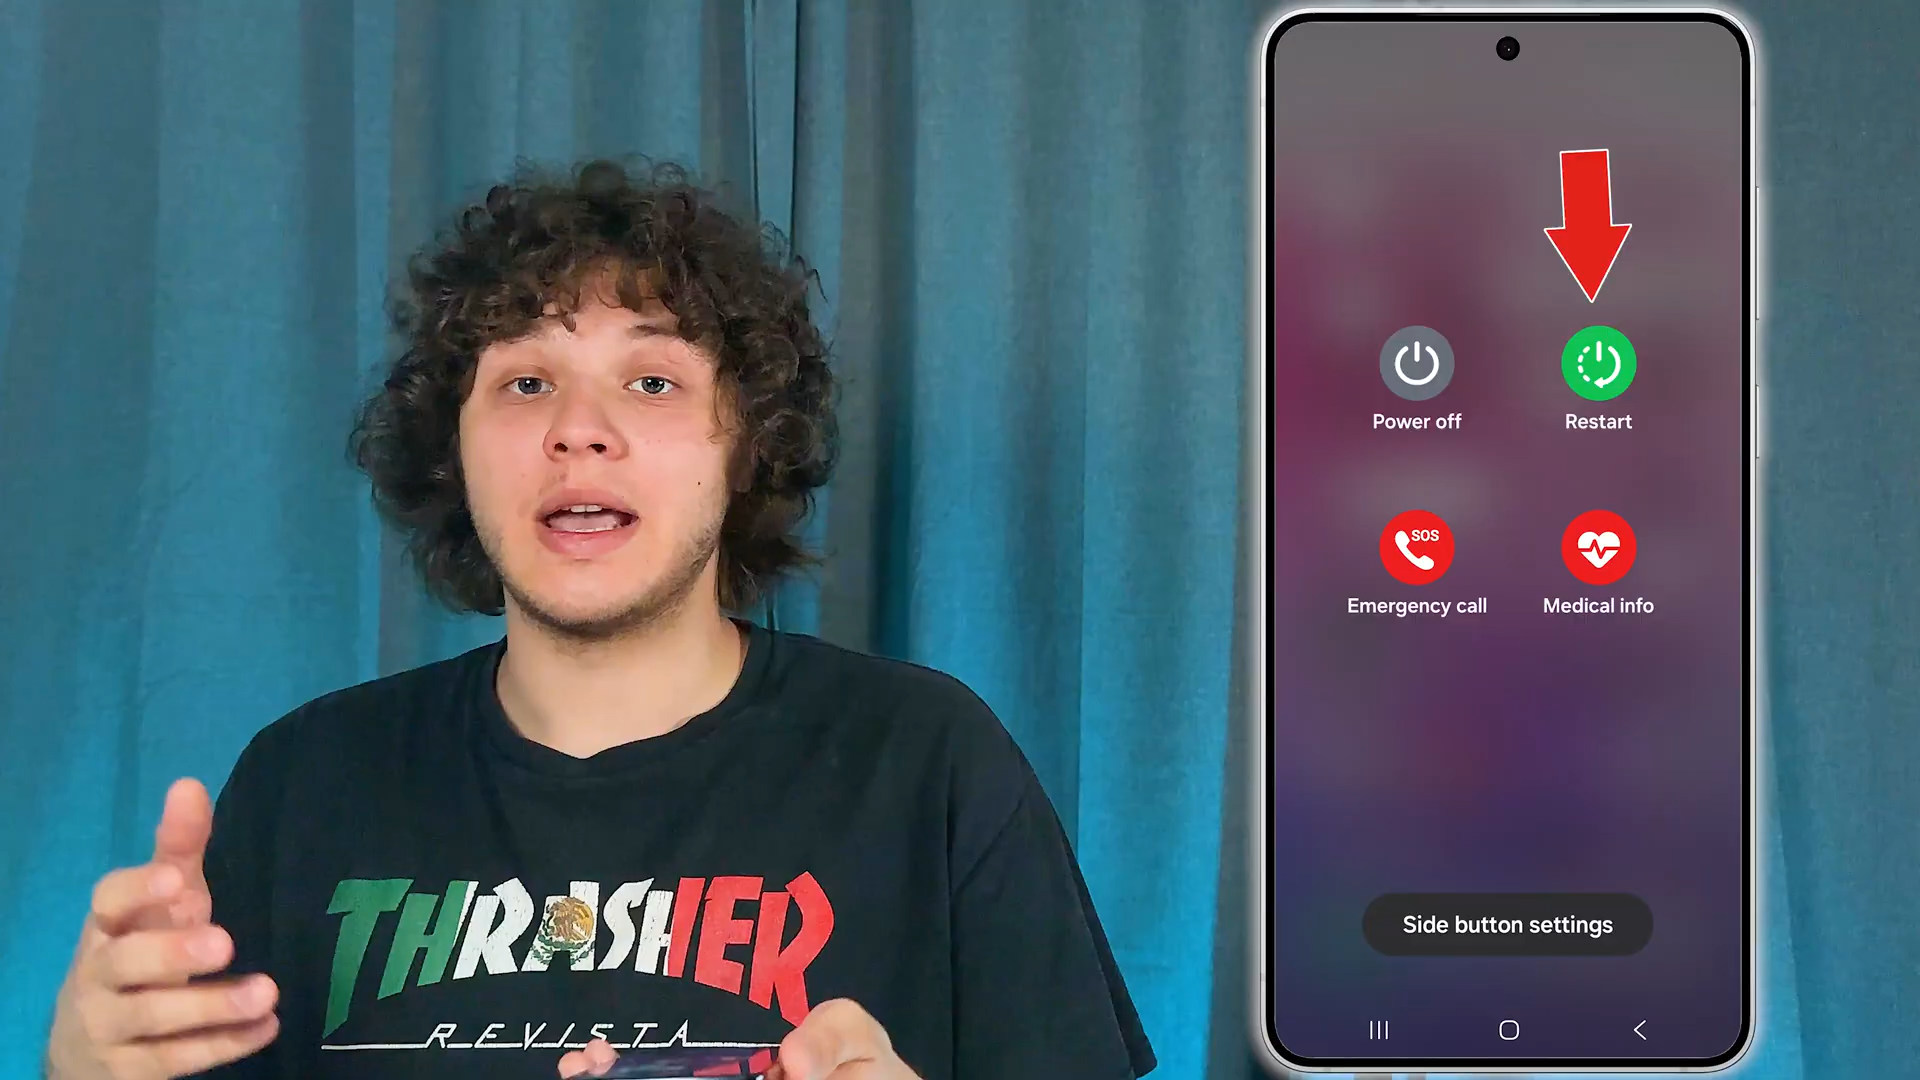 THRASHER
REVISTA
Power off
Restart
SOS
Emergency call
Medical info
Side button settings